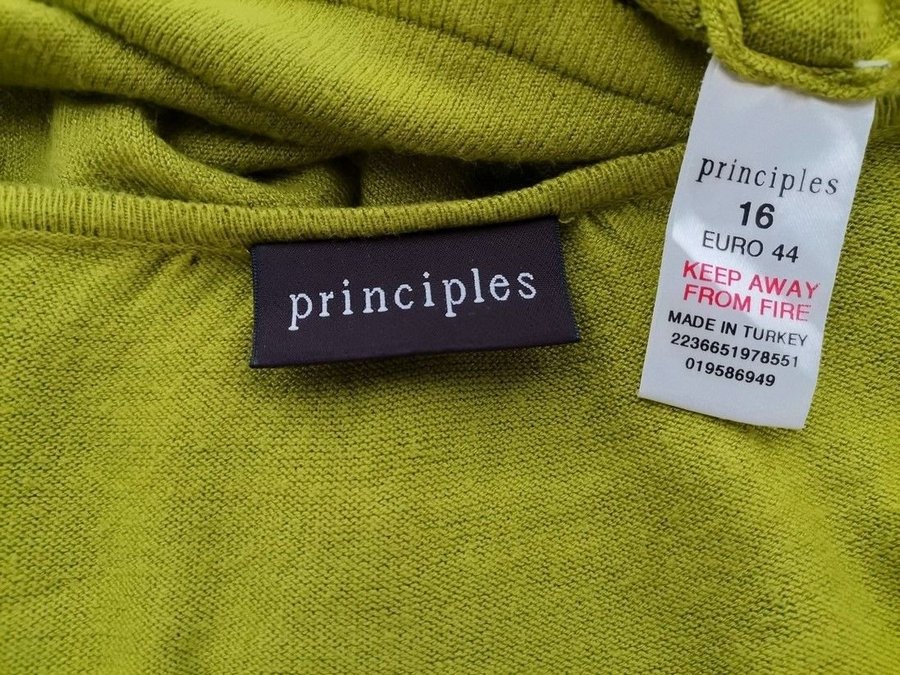 principles
principles
16
EURO 44
KEEP AWAY
FROM FIRE
MADE IN TURKEY
2236651978551
019586949